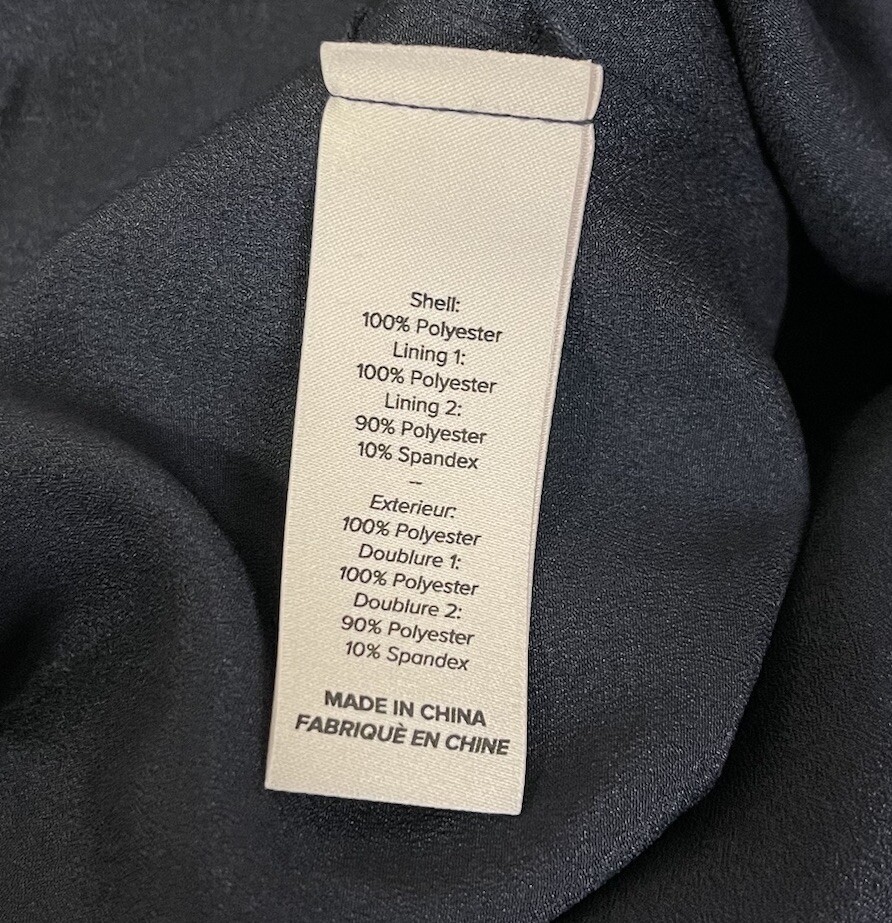 Shell:
100% Polyester
Lining 1:
100% Polyester
Lining 2:
90% Polyester
10% Spandex
--
Exterieur:
100% Polyester
Doublure 1:
100% Polyester
Doublure 2:
90% Polyester
10% Spandex
MADE IN CHINA
FABRIQUÈ EN CHINE